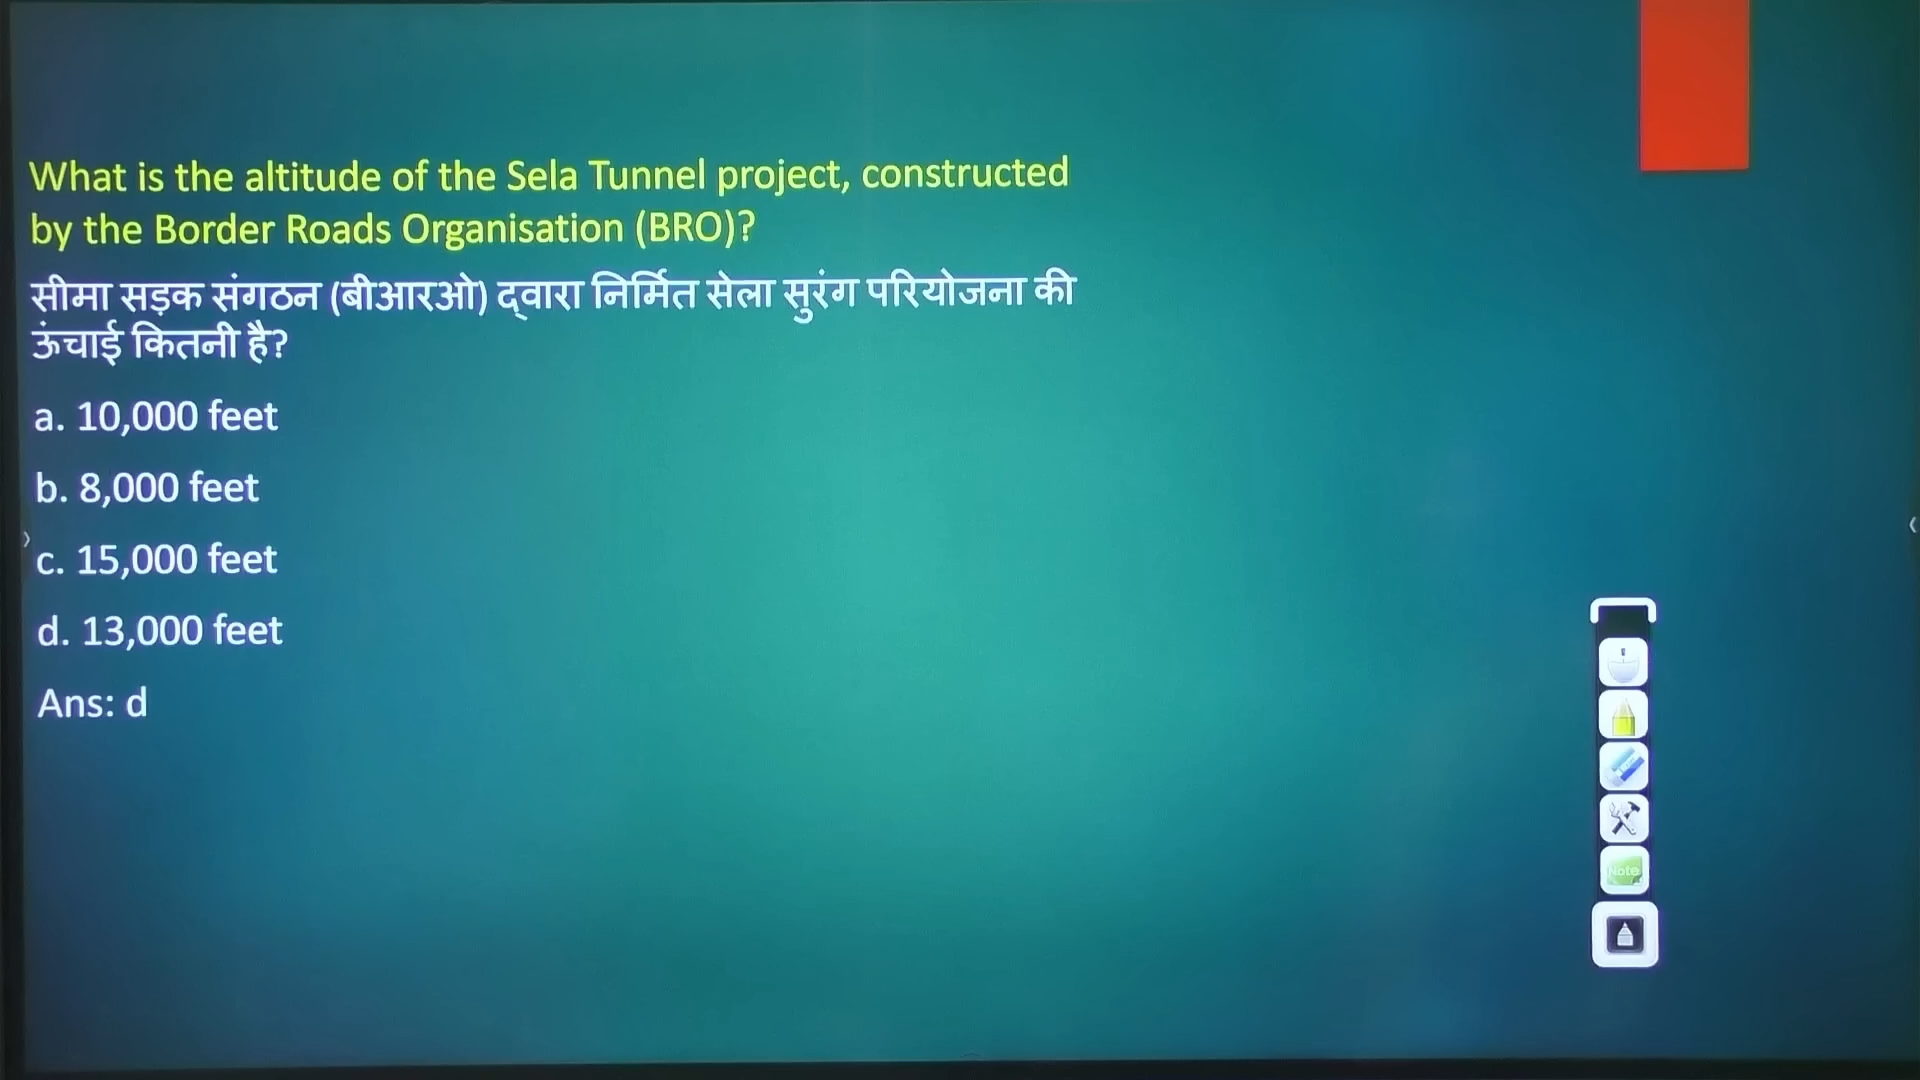 What is the altitude of the Sela Tunnel project, constructed
by the Border Roads Organisation (BRO)?
सीमा सड़क संगठन (बीआरओ) द्वारा निर्मित सेला सुरंग परियोजना की
ऊंचाई कितनी है?
a. 10,000 feet
b. 8,000 feet
c. 15,000 feet
d. 13,000 feet
Ans: d
Note